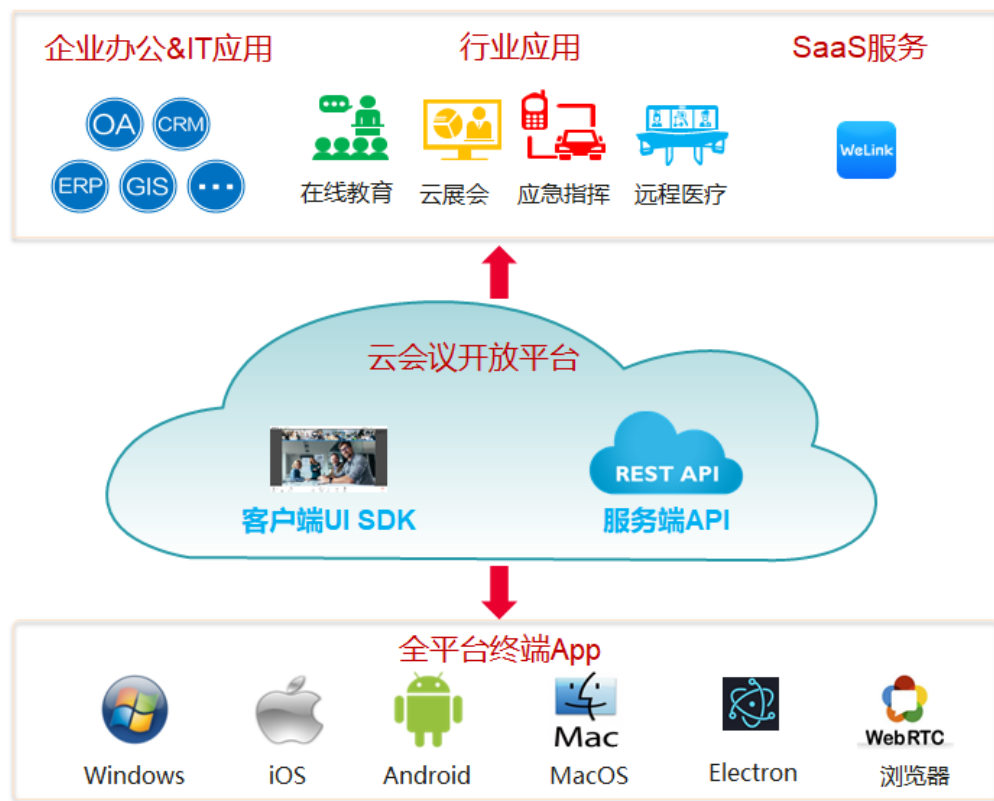 企业办公&IT应用
行业应用
SaaS服务
OA
CRM
ERP
GIS
...
在线教育
云展会
应急指挥
远程医疗
WeLink
云会议开放平台
REST API
客户端UI SDK
服务端API
全平台终端App
Mac
WebRTC
Windows
iOS
Android
MacOS
Electron
浏览器